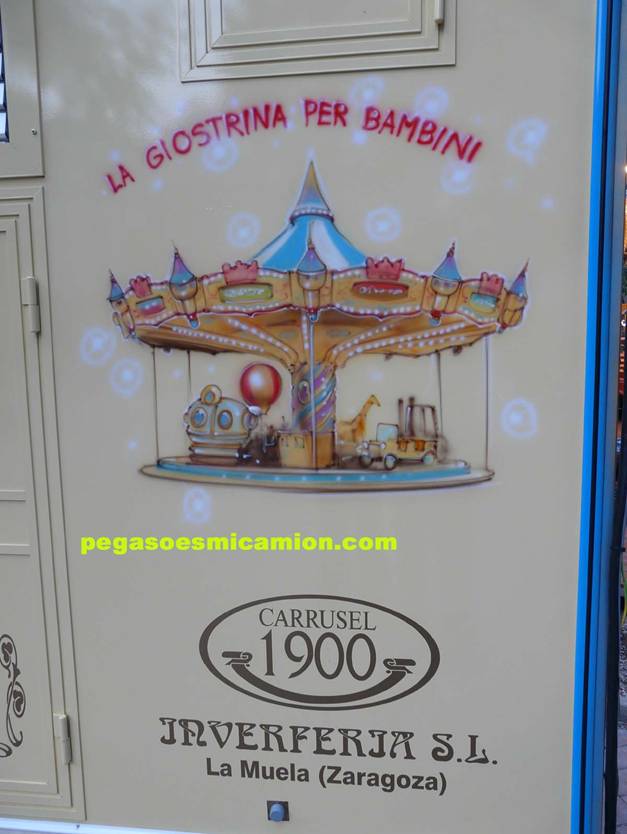 LA GIOSTRINA PER BAMBINI
pegasoesmicamion.com
CARRUSEL
1900
INVERFERIA S.L.
La Muela (Zaragoza)